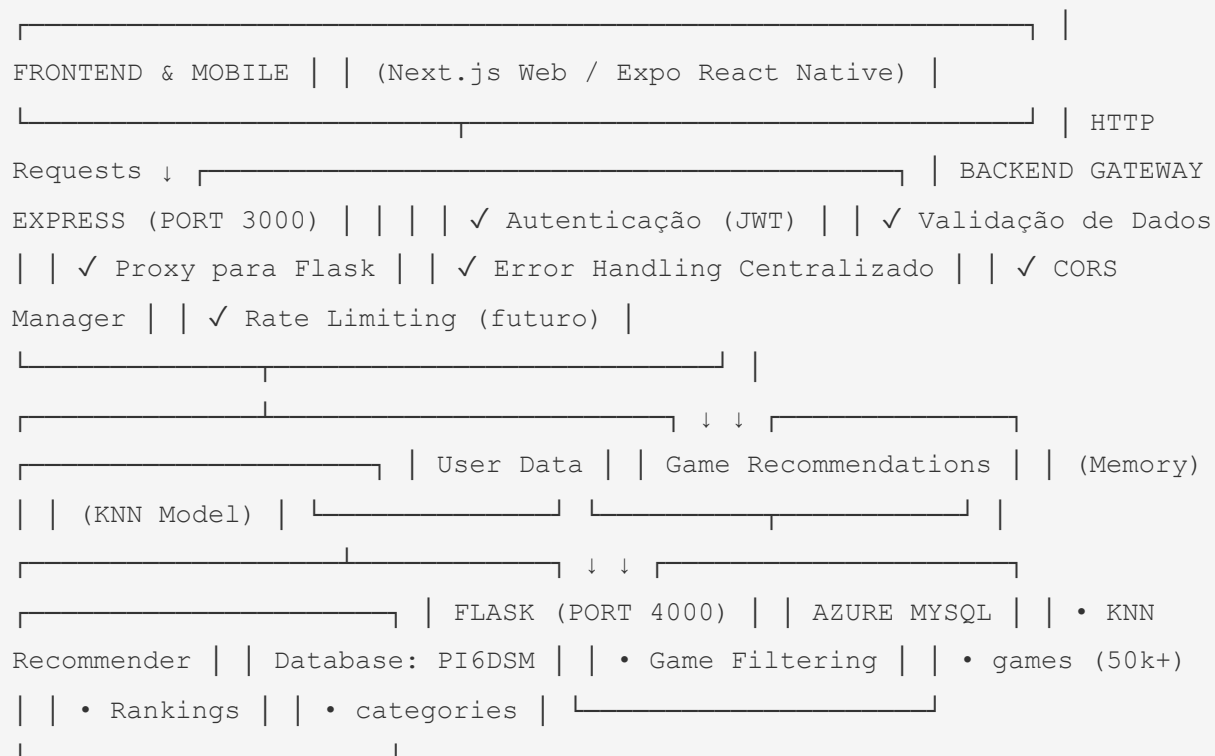 ┌───────────────────────────────────────────────────────────┐ │
FRONTEND & MOBILE │ │ (Next.js Web / Expo React Native) │
└─────────────────────────┬─────────────────────────────────┘ │ HTTP
Requests ↓ ┌─────────────────────────────────────────┐ │ BACKEND GATEWAY
EXPRESS (PORT 3000) │ │ │ │ ✓ Autenticação (JWT) │ │ ✓ Validação de Dados
│ │ ✓ Proxy para Flask │ │ ✓ Error Handling Centralizado │ │ ✓ CORS
Manager │ │ ✓ Rate Limiting (futuro) │
└──────────────┬──────────────────────────┘ │
┌──────────────┴───────────────────────┐ ↓ ↓ ┌──────────────┐
┌─────────────────────┐ │ User Data │ │ Game Recommendations │ │ (Memory)
│ │ (KNN Model) │ └──────────────┘ └──────────┬───────────┘ │
┌───────────────────┴────────────┐ ↓ ↓ ┌─────────────────────┐
┌──────────────────────┐ │ FLASK (PORT 4000) │ │ AZURE MYSQL │ │ • KNN
Recommender │ │ Database: PI6DSM │ │ • Game Filtering │ │ • games (50k+)
│ │ • Rankings │ │ • categories │ └────────────────────┘
└──────────────────────┘